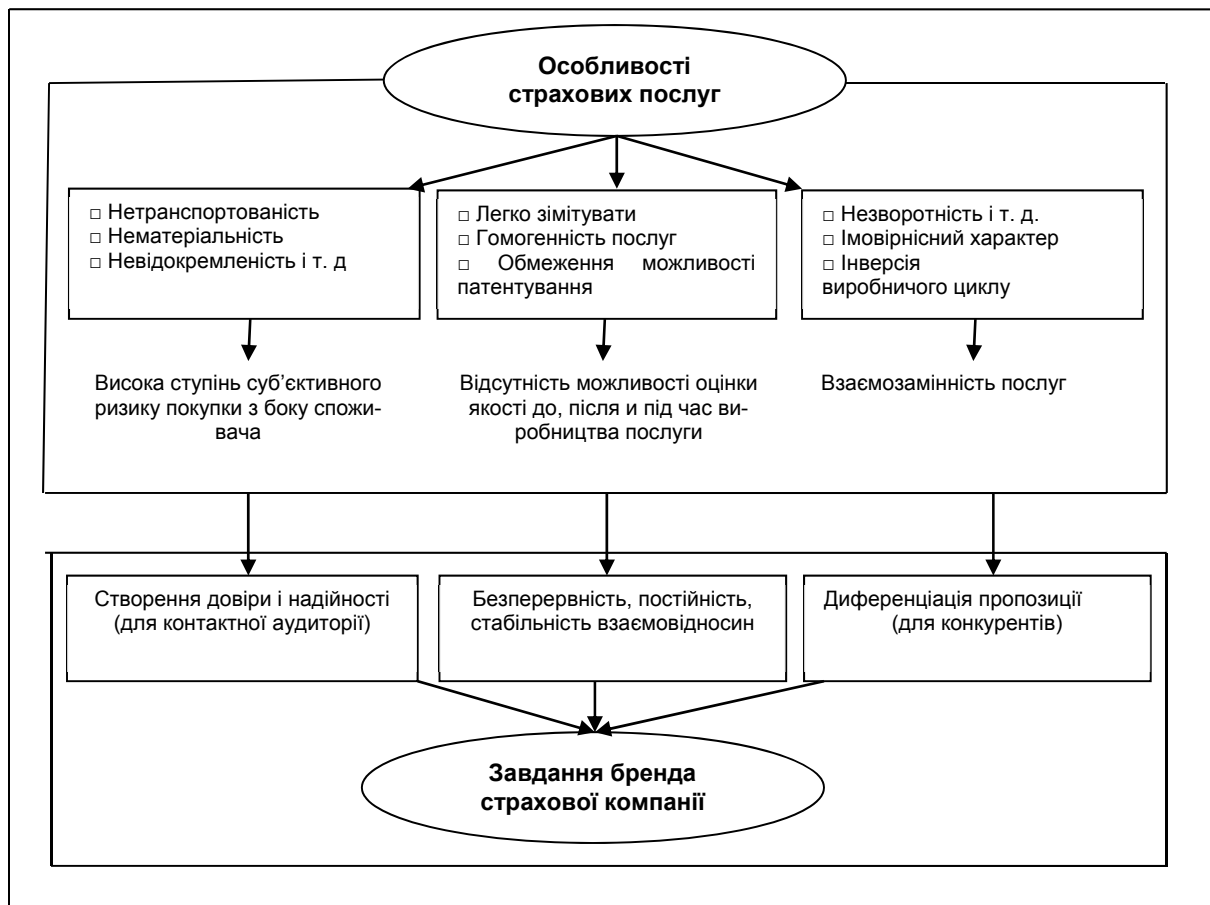 Особливості
страхових послуг
□ Нетранспортованість
□ Нематеріальність
□ Невідокремленість і т. д
□ Легко зімітувати
□ Гомогенність послуг
□ Обмеження можливості
патентування
□ Незворотність і т. д.
□ Імовірнісний характер
□ Інверсія
виробничого циклу
Висока ступінь суб’єктивного
ризику покупки з боку спожи-
вача
Відсутність можливості оцінки
якості до, після и під час ви-
робництва послуги
Взаємозамінність послуг
Створення довіри і надійності
(для контактної аудиторії)
Безперервність, постійність,
стабільність взаємовідносин
Диференціація пропозиції
(для конкурентів)
Завдання бренда
страхової компанії